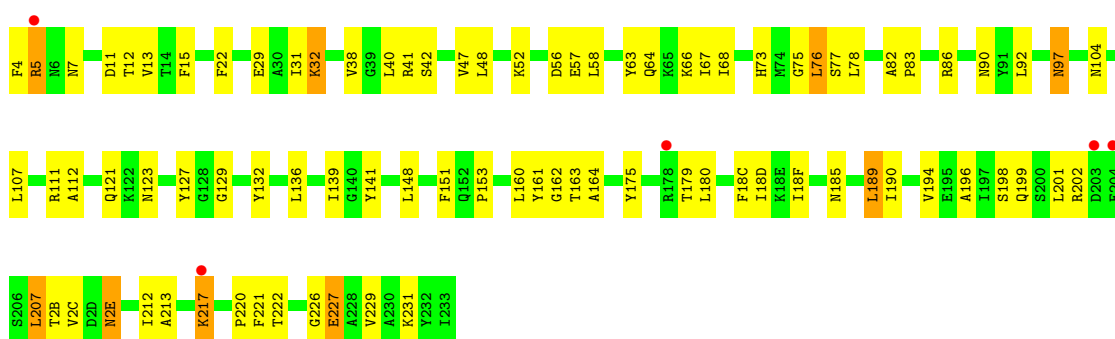 F4 R5 N6 N7 D11 T12 V13 T14 F15 F22 E29 A30 I31 K32 V38 G39 L40 R41 S42 V47 L48 K52 D56 E57 L58 Y63 Q64 K65 K66 I67 I68 H73 M74 G75 L76 S77 L78 A82 P83 R86 N90 Y91 L92 N97 N104
L107 R111 A112 Q121 K122 N123 Y127 G128 G129 Y132 L136 I139 G140 Y141 L148 F151 Q152 P153 L160 Y161 G162 T163 A164 Y175 R178 T179 L180 F18C I18D K18E I18F N185 L189 I190 V194 E195 A196 I197 S198 Q199 S200 L201 R202 D203 E204
S206 L207 T2B V2C D2D N2E I212 A213 K217 P220 F221 T222 G226 E227 A228 V229 A230 K231 Y232 I233